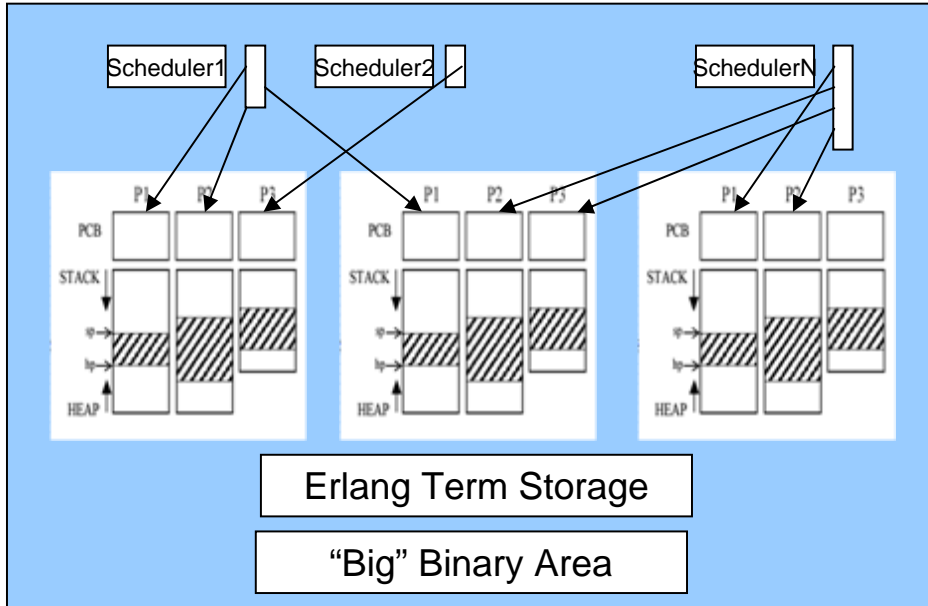 Scheduler1 Scheduler2 SchedulerN
P1 P2 P3 P1 P2 P3 P1 P2 P3
PCB PCB PCB
STACK STACK STACK
sp sp sp
hp hp hp
HEAP HEAP HEAP
Erlang Term Storage
“Big” Binary Area